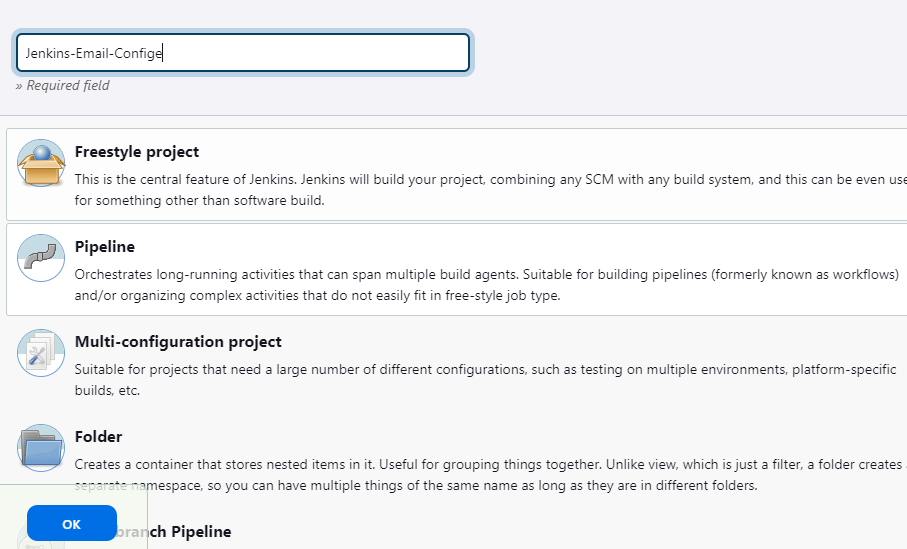 Jenkins-Email-Confige
» Required field
Freestyle project
This is the central feature of Jenkins. Jenkins will build your project, combining any SCM with any build system, and this can be even use
for something other than software build.
Pipeline
Orchestrates long-running activities that can span multiple build agents. Suitable for building pipelines (formerly known as workflows)
and/or organizing complex activities that do not easily fit in free-style job type.
Multi-configuration project
Suitable for projects that need a large number of different configurations, such as testing on multiple environments, platform-specific
builds, etc.
Folder
Creates a container that stores nested items in it. Useful for grouping things together. Unlike view, which is just a filter, a folder creates a
separate namespace, so you can have multiple things of the same name as long as they are in different folders.
OK
branch Pipeline